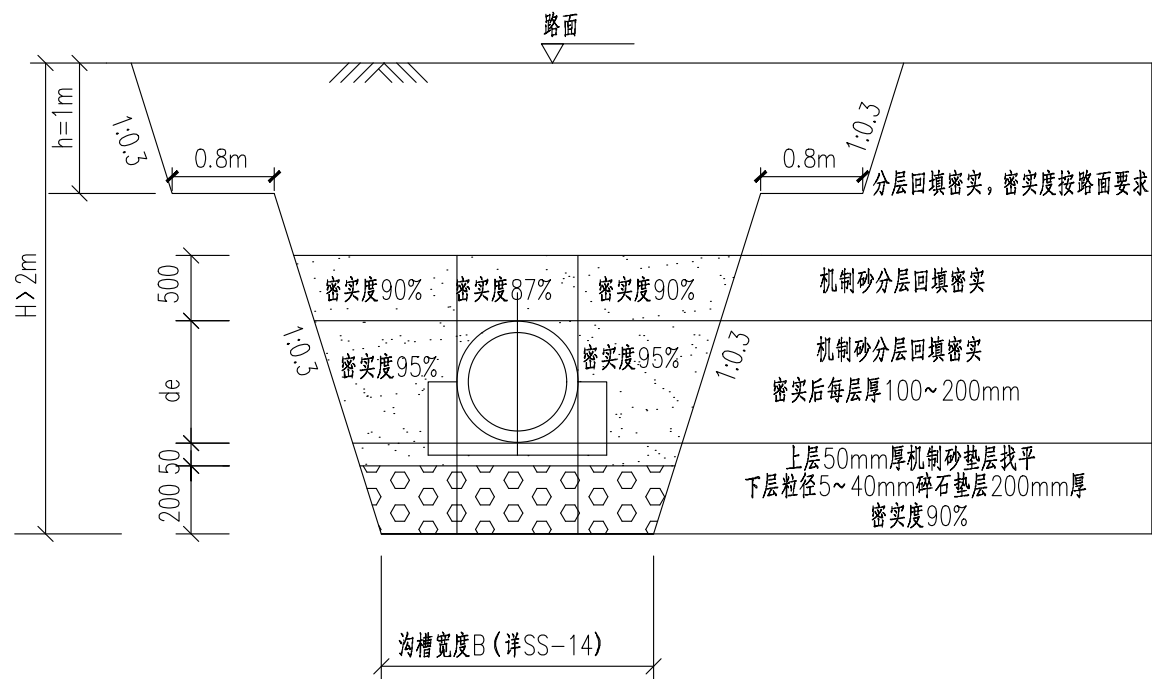 路面
h=1m
1:0.3
0.8m
0.8m
1:0.3
分层回填密实，密实度按路面要求
H>2m
500
密实度90%
密实度87%
密实度90%
机制砂分层回填密实
de
1:0.3
密实度95%
密实度95%
1:0.3
机制砂分层回填密实
密实后每层厚100~200mm
50
上层50mm厚机制砂垫层找平
200
下层粒径5~40mm碎石垫层200mm厚
密实度90%
沟槽宽度B（详SS-14）